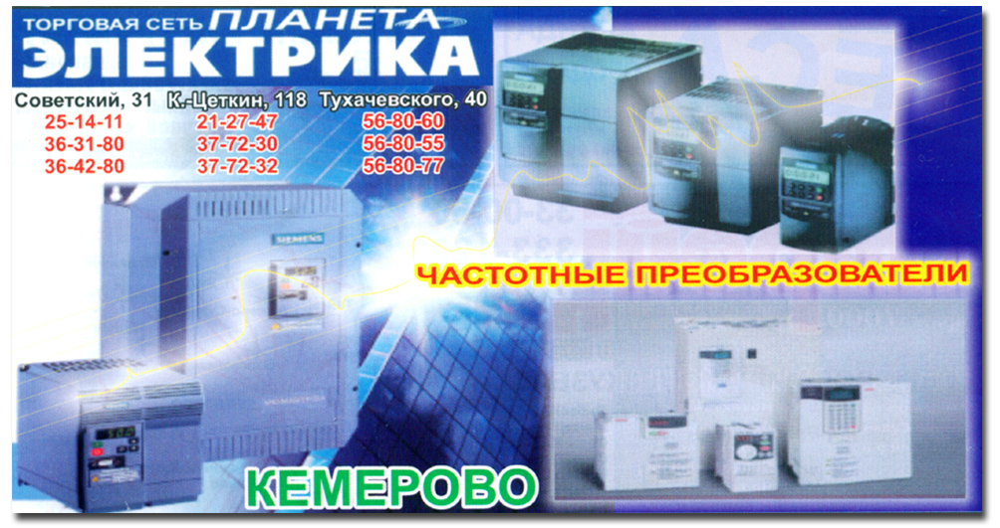 ТОРГОВАЯ СЕТЬ ПЛАНЕТА
ЭЛЕКТРИКА
Советский, 31 К.-Цеткин, 118 Тухачевского, 40
25-14-11 21-27-47 56-80-60
36-31-80 37-72-30 56-80-55
36-42-80 37-72-32 56-80-77
SIEMENS
ЧАСТОТНЫЕ ПРЕОБРАЗОВАТЕЛИ
КЕМЕРОВО